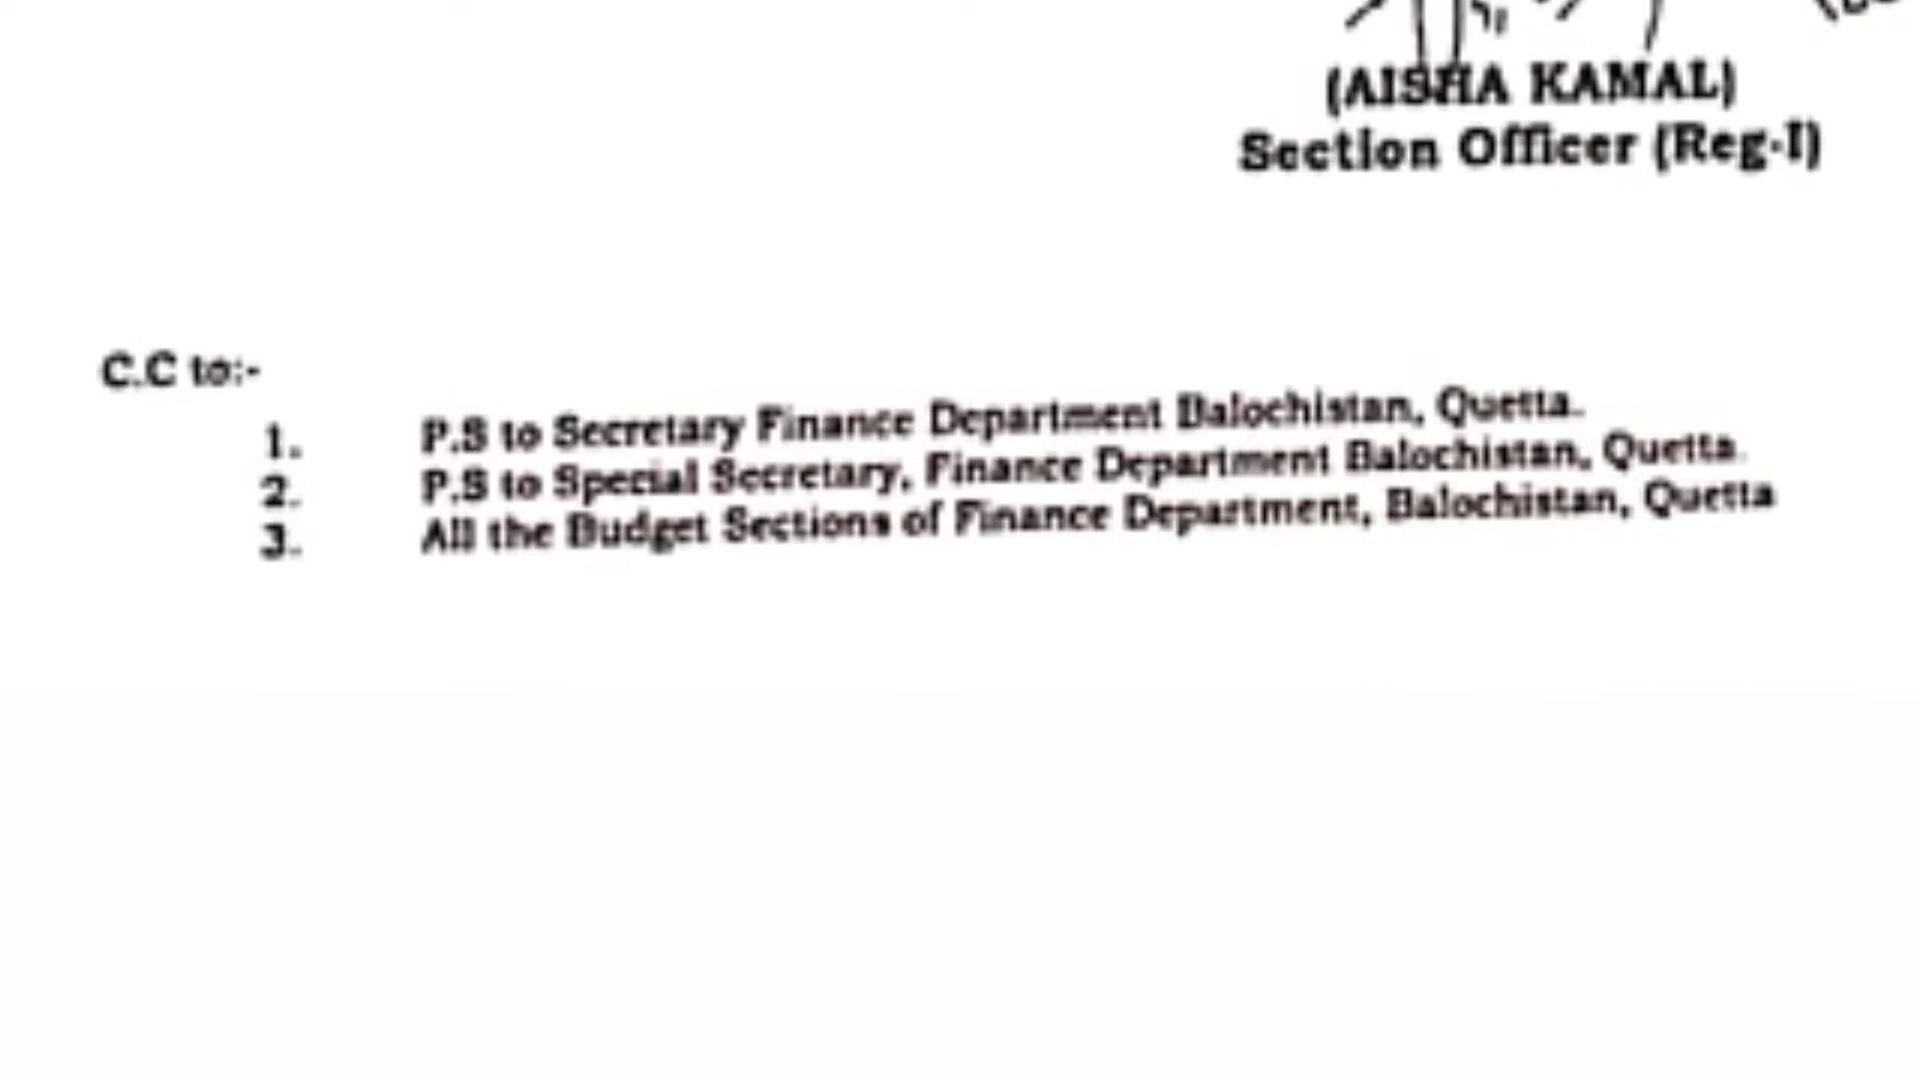 (AISHA KAMAL)
Section Officer (Reg-I)
C.C to:-
1. P.S to Secretary Finance Department Balochistan, Quetta.
2. P.S to Special Secretary, Finance Department Balochistan, Quetta.
3. All the Budget Sections of Finance Department, Balochistan, Quetta